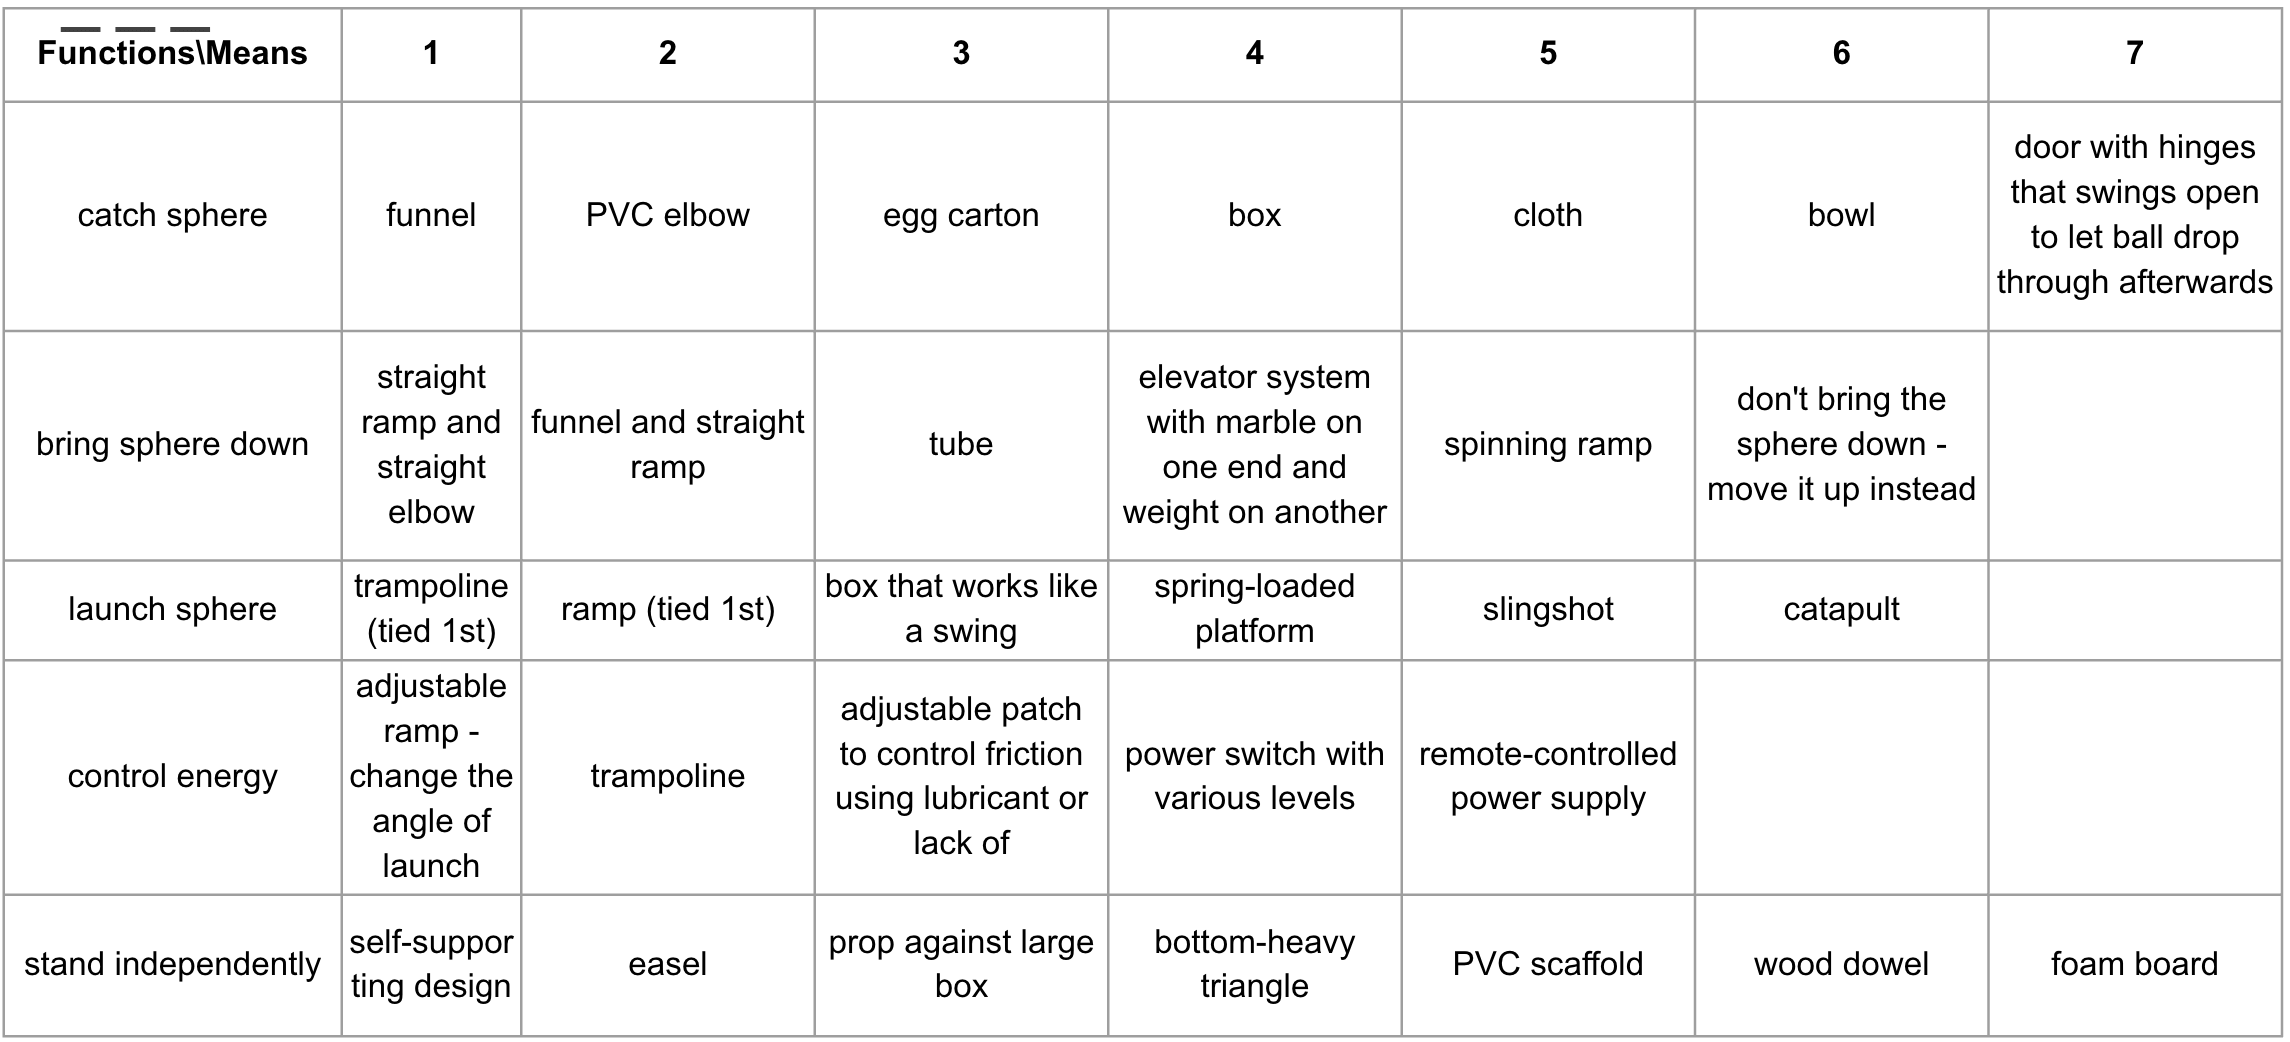 Functions\Means 1 2 3 4 5 6 7
catch sphere
funnel
PVC elbow
egg carton
box
cloth
bowl
door with hinges
that swings open
to let ball drop
through afterwards
bring sphere down
straight
ramp and
straight
elbow
funnel and straight
ramp
tube
elevator system
with marble on
one end and
weight on another
spinning ramp
don't bring the
sphere down -
move it up instead
launch sphere
trampoline
(tied 1st)
ramp (tied 1st)
box that works like
a swing
spring-loaded
platform
slingshot
catapult
control energy
adjustable
ramp -
change the
angle of
launch
trampoline
adjustable patch
to control friction
using lubricant or
lack of
power switch with
various levels
remote-controlled
power supply
stand independently
self-suppor
ting design
easel
prop against large
box
bottom-heavy
triangle
PVC scaffold
wood dowel
foam board